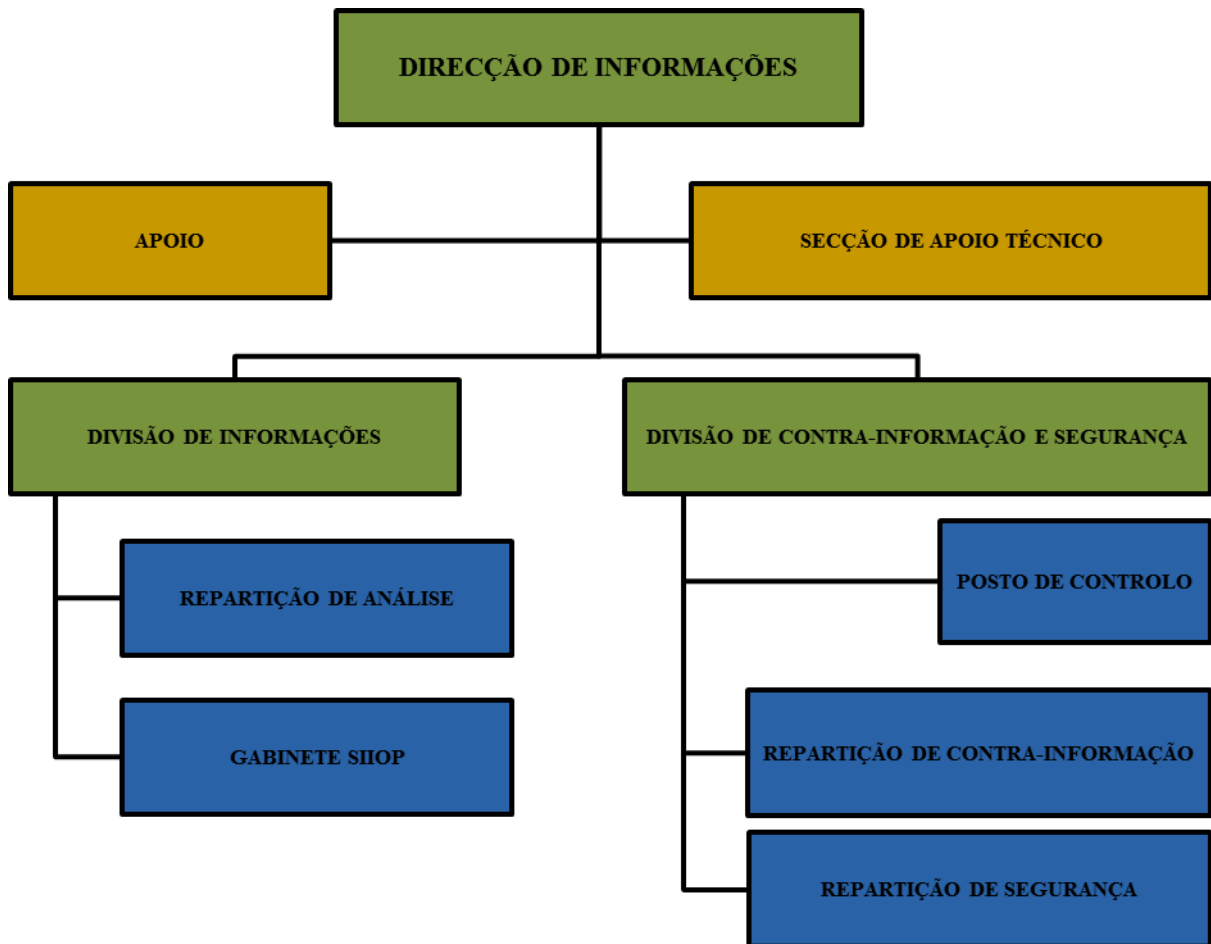 DIRECÇÃO DE INFORMAÇÕES
APOIO
SECÇÃO DE APOIO TÉCNICO
DIVISÃO DE INFORMAÇÕES
DIVISÃO DE CONTRA-INFORMAÇÃO E SEGURANÇA
REPARTIÇÃO DE ANÁLISE
GABINETE SIIOP
POSTO DE CONTROLO
REPARTIÇÃO DE CONTRA-INFORMAÇÃO
REPARTIÇÃO DE SEGURANÇA